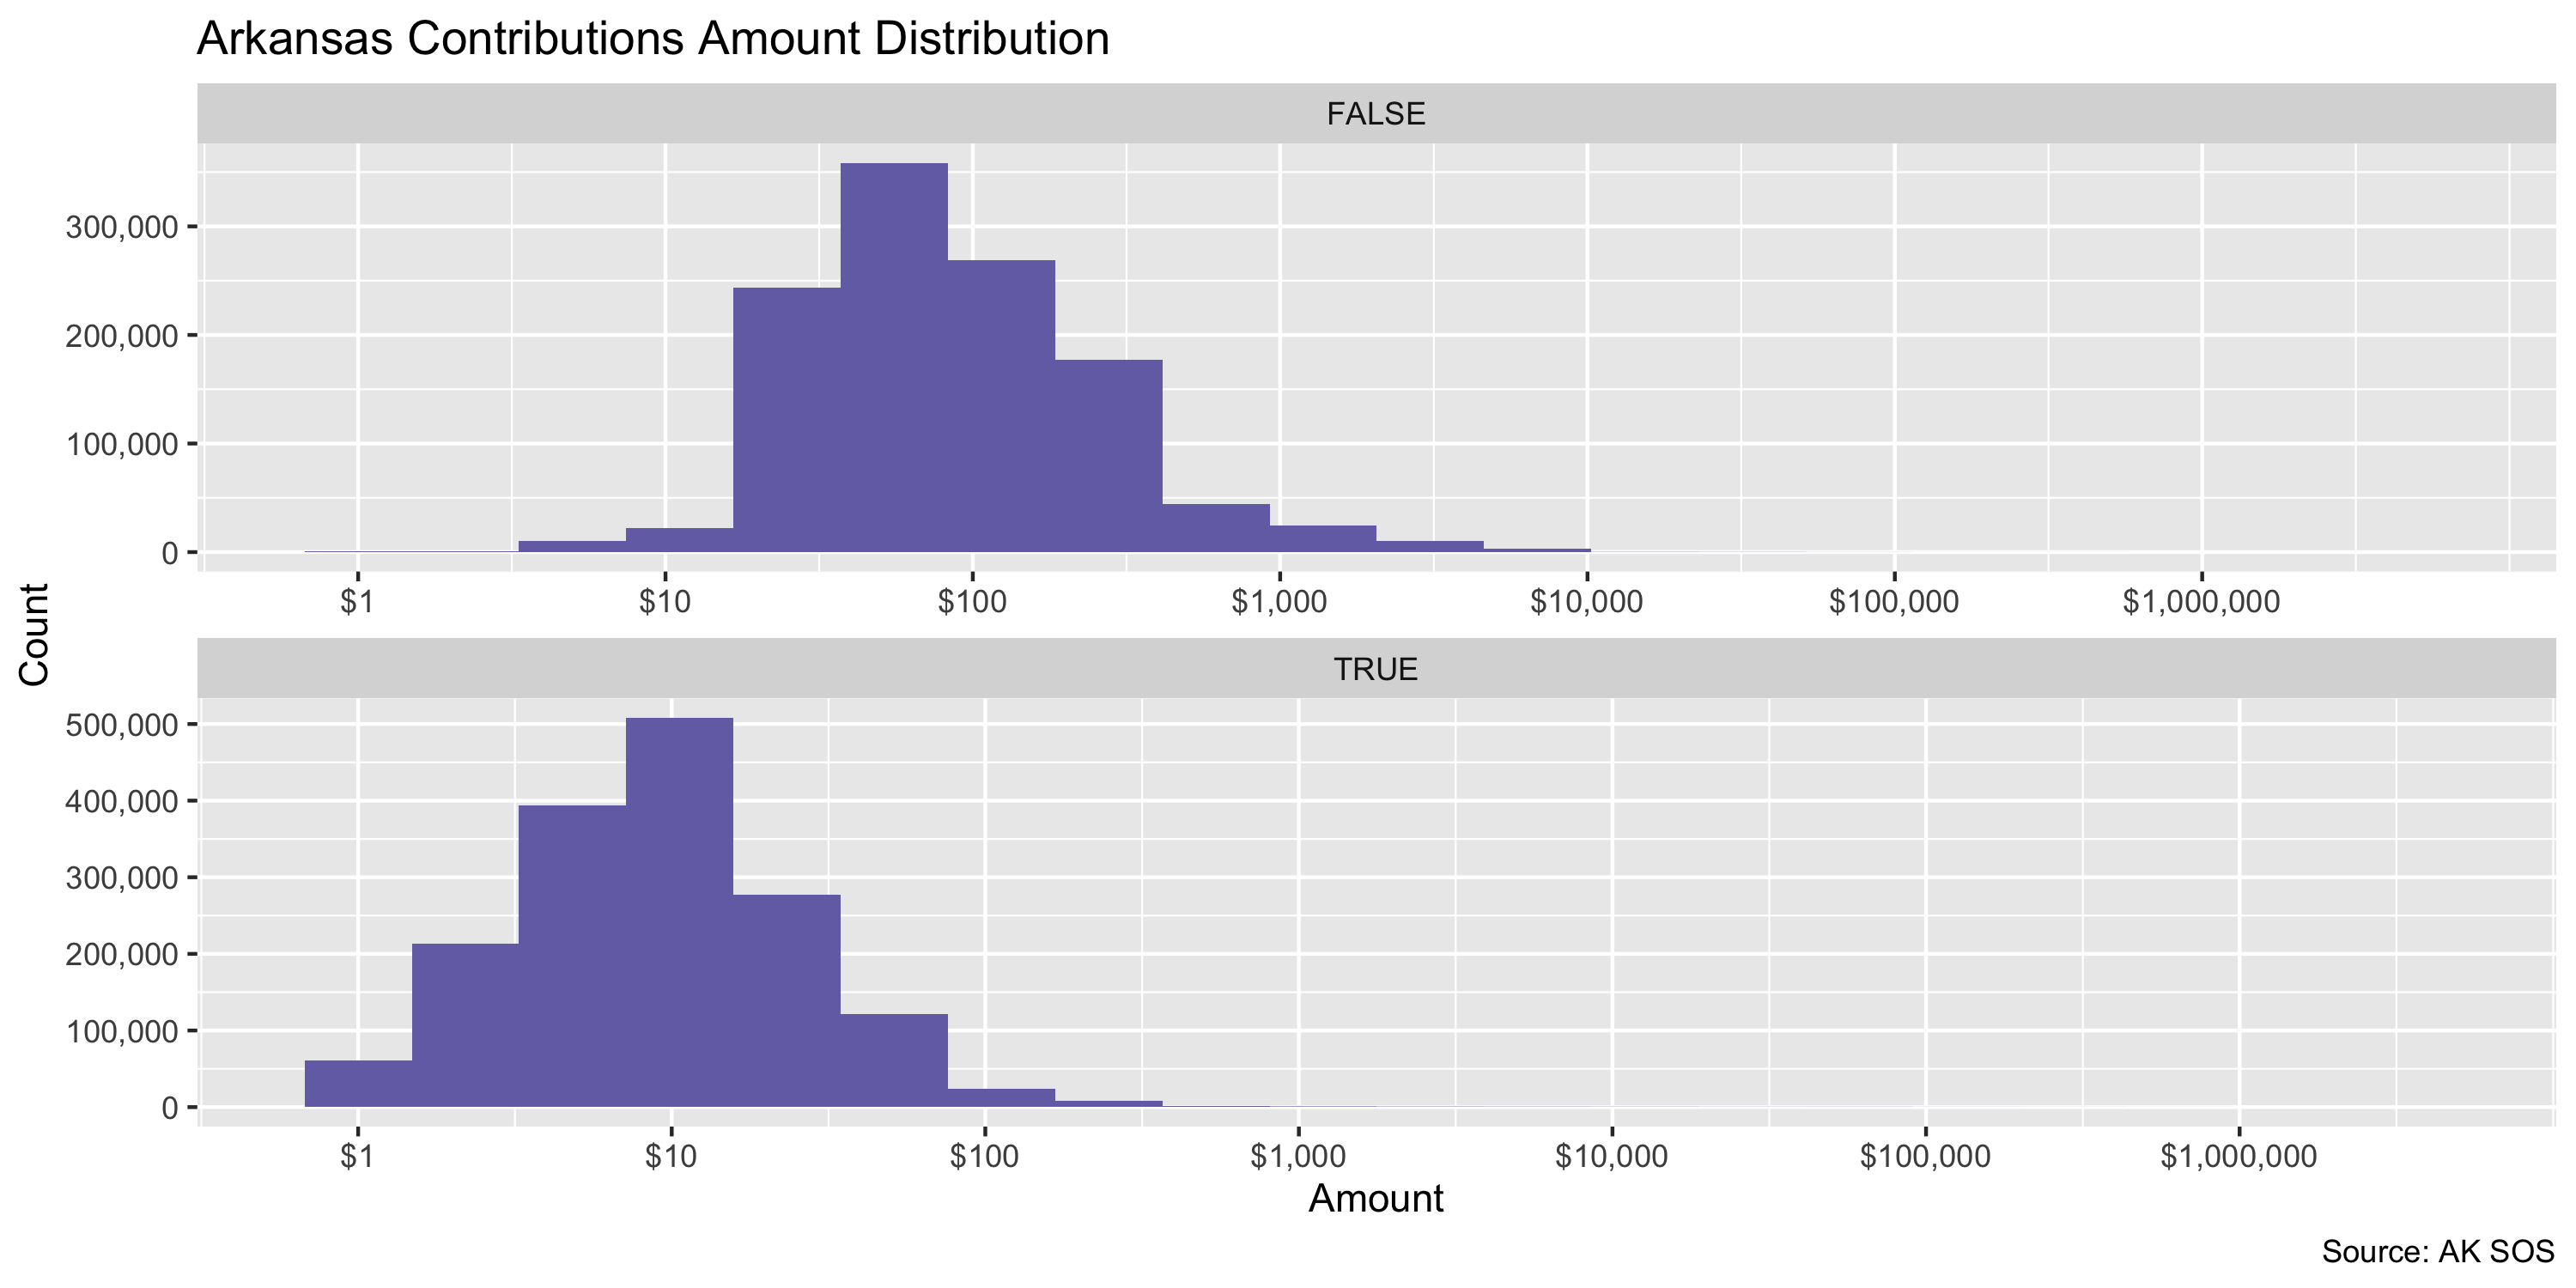 Arkansas Contributions Amount Distribution
FALSE
300,000
200,000
100,000
0
$1 $10 $100 $1,000 $10,000 $100,000 $1,000,000
Count
TRUE
500,000
400,000
300,000
200,000
100,000
0
$1 $10 $100 $1,000 $10,000 $100,000 $1,000,000
Amount
Source: AK SOS